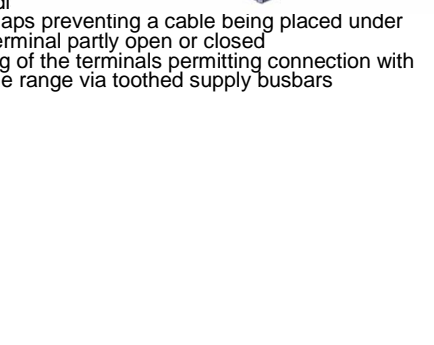 aps preventing a cable being placed under
erminal partly open or closed
g of the terminals permitting connection with
e range via toothed supply busbars